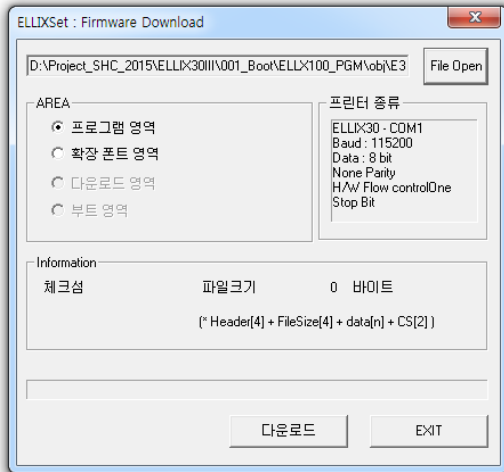 ELLIXSet : Firmware Download
D:\Project_SHC_2015\ELLIX30III\001_Boot\ELLX100_PGM\obj\E3
File Open
AREA
프로그램 영역
확장 폰트 영역
다운로드 영역
부트 영역
프린터 종류
ELLIX30 - COM1
Baud : 115200
Data : 8 bit
None Parity
H/W Flow controlOne
Stop Bit
Information
체크섬 파일크기 0 바이트
(* Header[4] + FileSize[4] + data[n] + CS[2] )
다운로드 EXIT